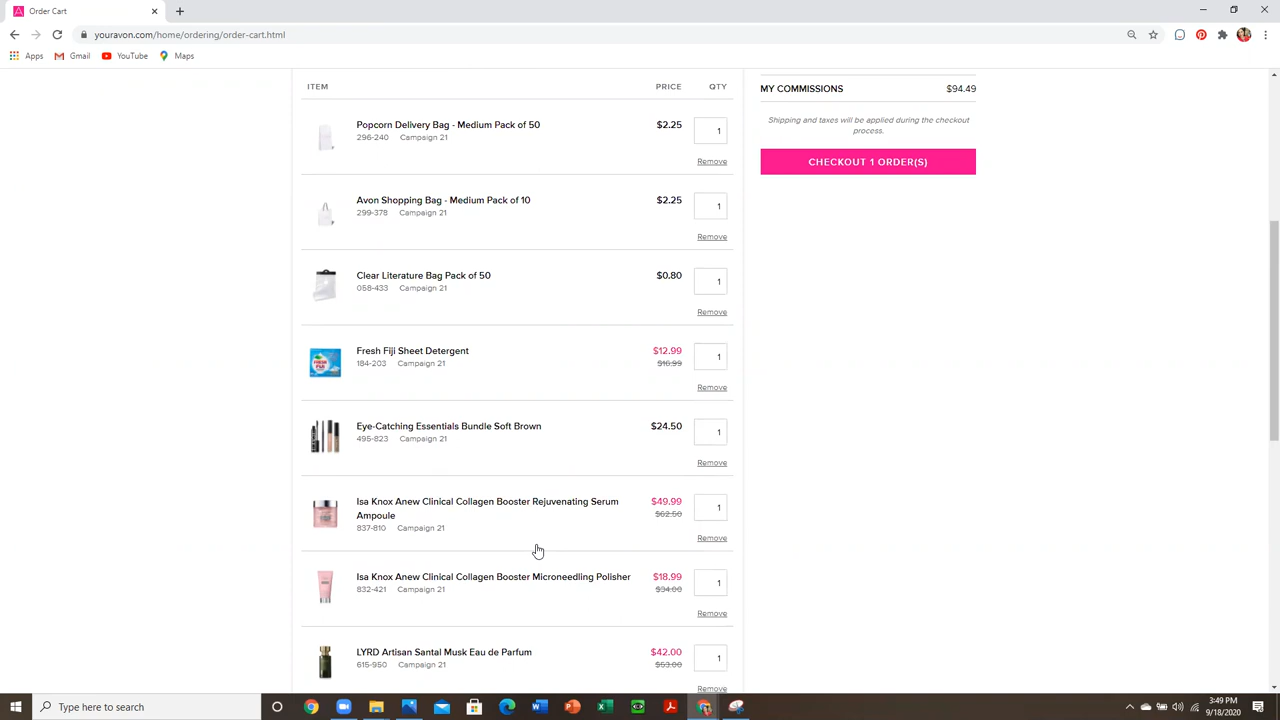 Order Cart
youravon.com/home/ordering/order-cart.html
Apps Gmail YouTube Maps
ITEM PRICE QTY
Popcorn Delivery Bag - Medium Pack of 50 $2.25 1
296-240 Campaign 21
Remove
Avon Shopping Bag - Medium Pack of 10 $2.25 1
299-378 Campaign 21
Remove
Clear Literature Bag Pack of 50 $0.80 1
058-433 Campaign 21
Remove
Fresh Fiji Sheet Detergent $12.99 1
184-203 Campaign 21 $16.99
Remove
Eye-Catching Essentials Bundle Soft Brown $24.50 1
495-823 Campaign 21
Remove
Isa Knox Anew Clinical Collagen Booster Rejuvenating Serum $49.99 1
Ampoule $62.50
837-810 Campaign 21
Remove
Isa Knox Anew Clinical Collagen Booster Microneedling Polisher $18.99 1
832-421 Campaign 21 $34.00
Remove
LYRD Artisan Santal Musk Eau de Parfum $42.00 1
615-950 Campaign 21 $53.00
Remove
MY COMMISSIONS $94.49
Shipping and taxes will be applied during the checkout
process.
CHECKOUT 1 ORDER(S)
Type here to search
3:49 PM
9/18/2020